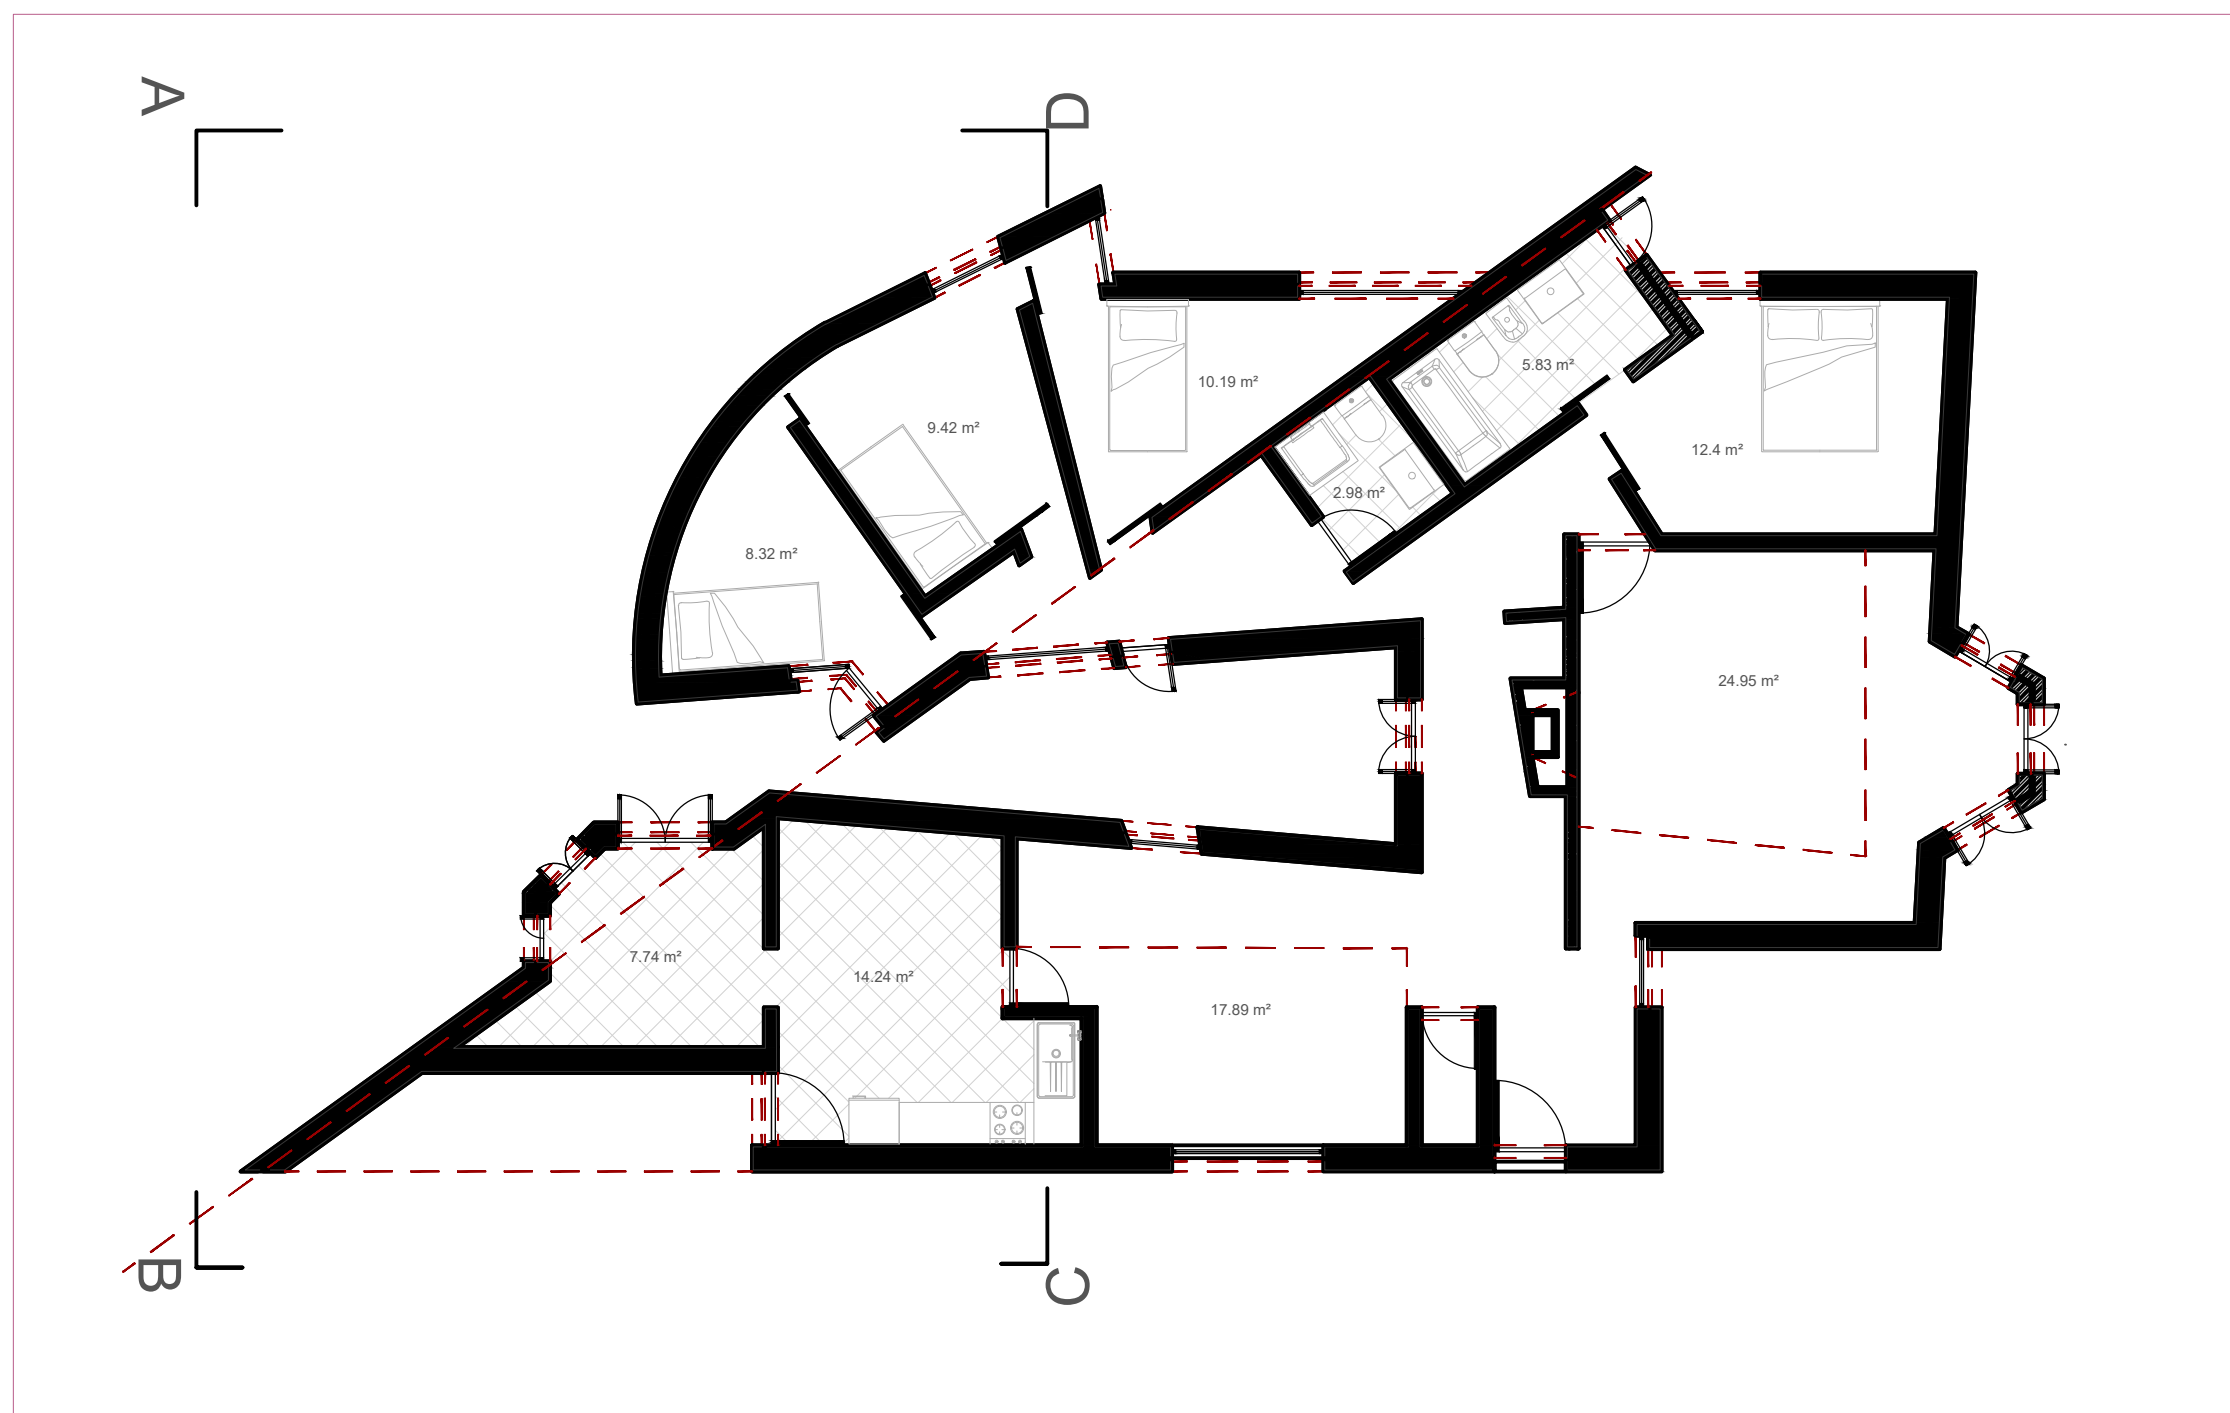 A
D
10.19 m²
5.83 m²
9.42 m²
12.4 m²
2.98 m²
8.32 m²
24.95 m²
7.74 m²
14.24 m²
17.89 m²
B
C